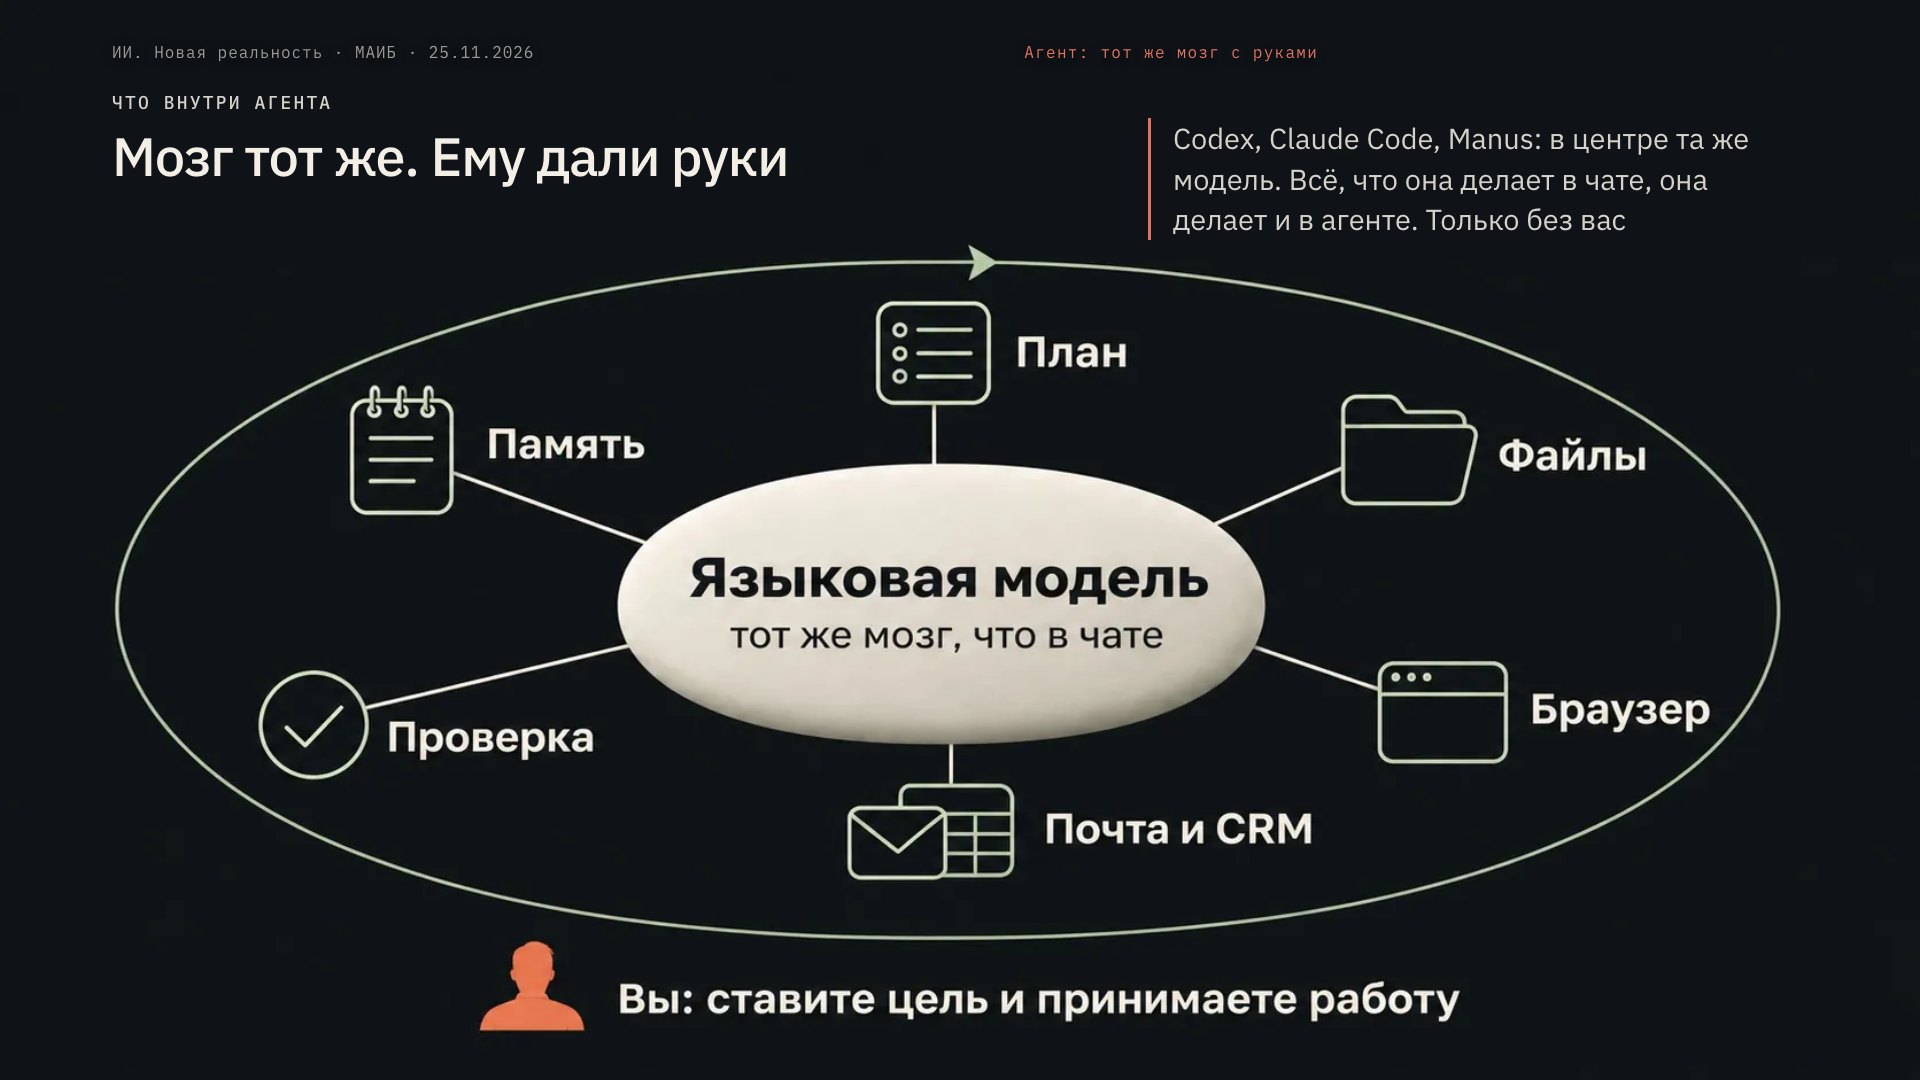 ИИ. Новая реальность · МАИБ · 25.11.2026
Агент: тот же мозг с руками
ЧТО ВНУТРИ АГЕНТА
Мозг тот же. Ему дали руки
Codex, Claude Code, Manus: в центре та же
модель. Всё, что она делает в чате, она
делает и в агенте. Только без вас
План
Память
Файлы
Языковая модель
тот же мозг, что в чате
Проверка
Браузер
Почта и CRM
Вы: ставите цель и принимаете работу